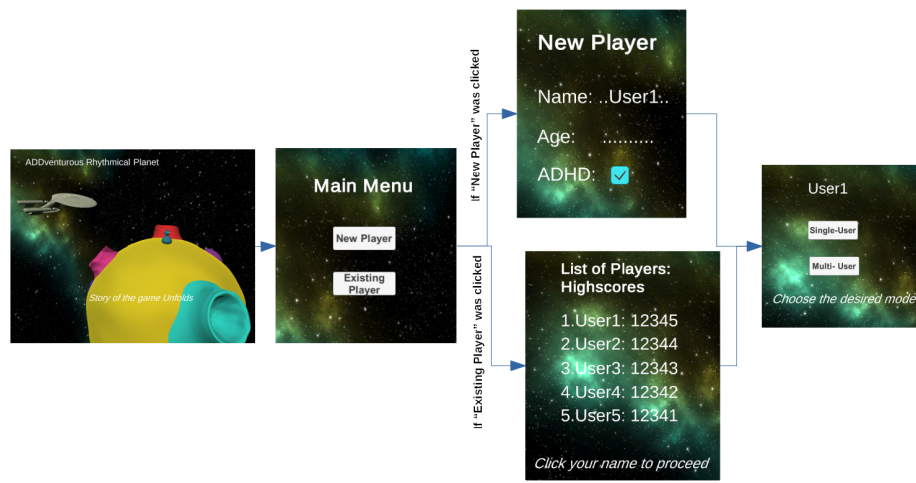 ADDventurous Rhythmical Planet
Story of the game Unfolds
Main Menu
New Player
Existing
Player
If "New Player" was clicked
If "Existing Player" was clicked
New Player
Name: ..User1..
Age: ..........
ADHD:
List of Players:
Highscores
1.User1: 12345
2.User2: 12344
3.User3: 12343
4.User4: 12342
5.User5: 12341
Click your name to proceed
User1
Single-User
Multi- User
Choose the desired mode